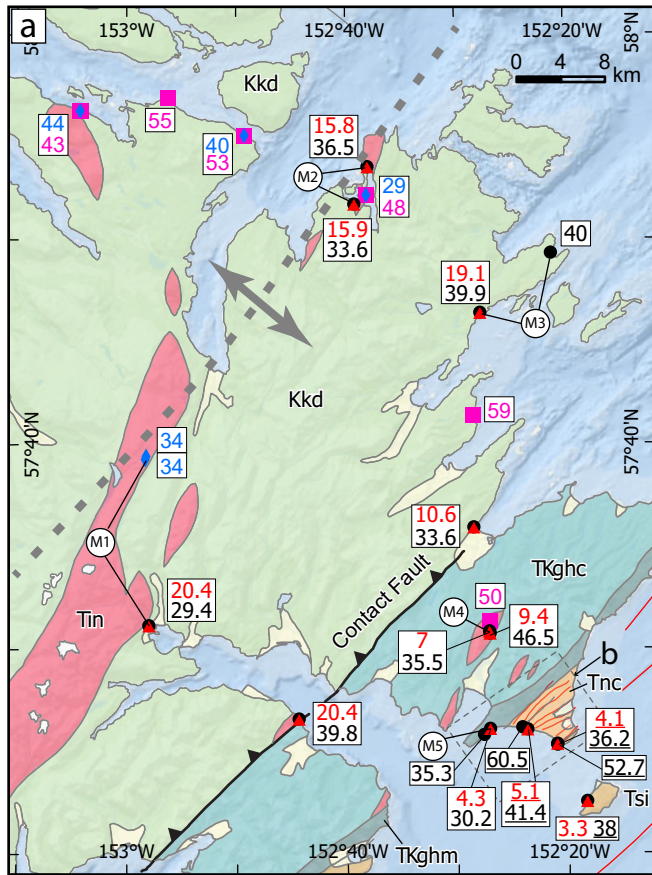 a
58°
153°W
152°40'W
152°20'W
58°N
0 4 8
km
Kkd
44
43
55
40
53
15.8
36.5
M2
29
48
15.9
33.6
40
19.1
39.9
M3
Kkd
59
57°40'N
57°40'N
34
34
M1
10.6
33.6
TKghc
Contact Fault
50
M4
9.4
46.5
20.4
29.4
Tin
7
35.5
b
Tnc
20.4
39.8
4.1
36.2
M5
35.3
60.5
52.7
4.3
30.2
5.1
41.4
Tsi
3.3 38
TKghm
153°W
152°40'W
152°20'W